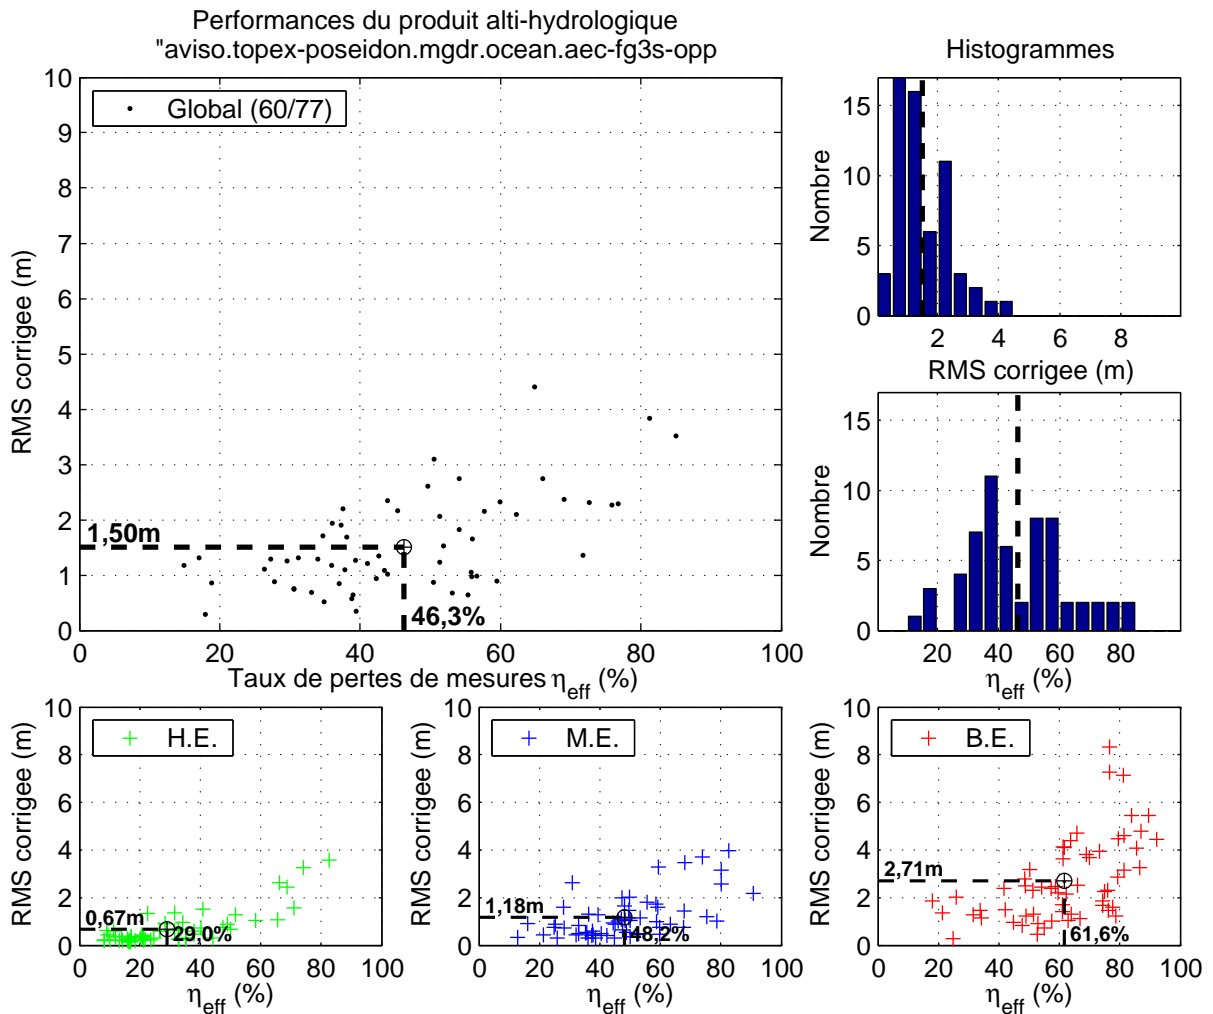 Performances du produit alti-hydrologique
"aviso.topex-poseidon.mgdr.ocean.aec-fg3s-opp
Global (60/77)
RMS corrigee (m)
10
9
8
7
6
5
4
3
2
1
0
1,50m
46,3%
0 20 40 60 80 100
Taux de pertes de mesures ηeff (%)
Histogrammes
Nombre
15
10
5
0
2 4 6 8
RMS corrigee (m)
Nombre
15
10
5
0
20 40 60 80
ηeff (%)
H.E.
RMS corrigee (m)
10
8
6
4
2
0
0,67m
29,0%
0 20 40 60 80 100
ηeff (%)
M.E.
RMS corrigee (m)
10
8
6
4
2
0
1,18m
48,2%
0 20 40 60 80 100
ηeff (%)
B.E.
RMS corrigee (m)
10
8
6
4
2
0
2,71m
61,6%
0 20 40 60 80 100
ηeff (%)